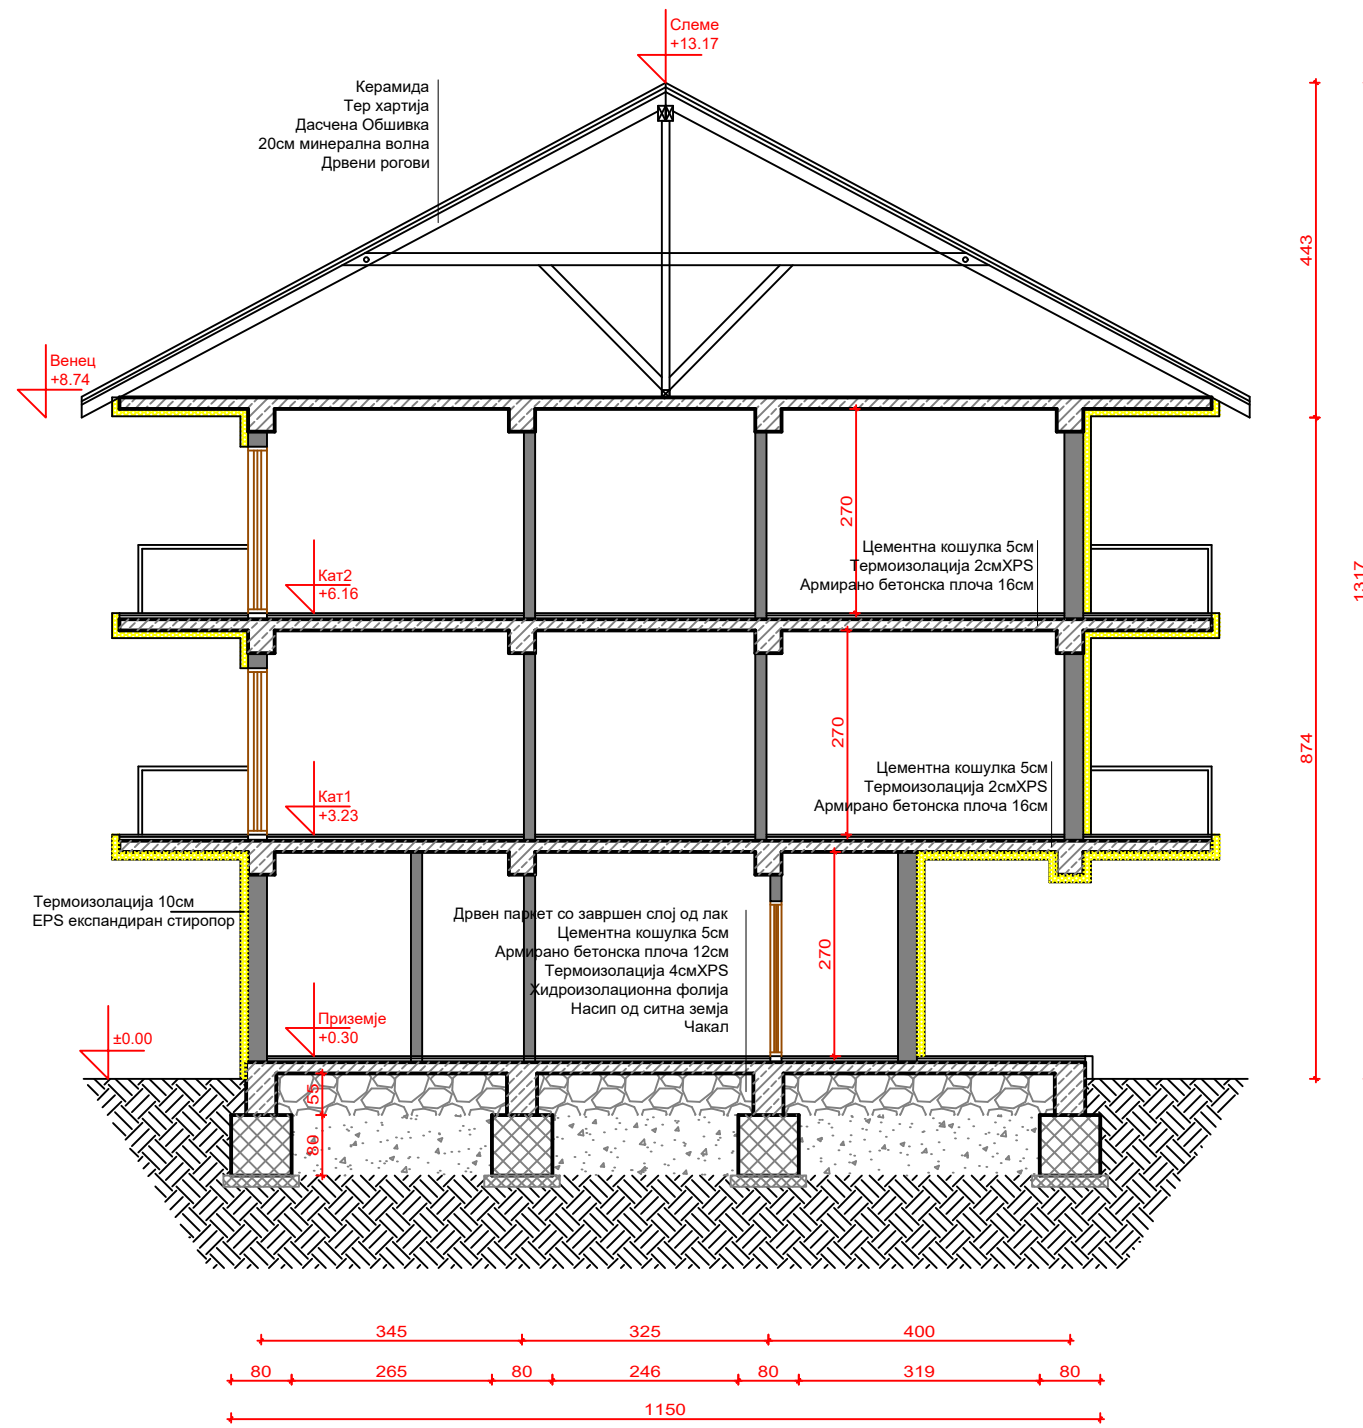 Слеме
+13.17
Керамида
Тер хартија
Дасчена Обшивка
20см минерална волна
Дрвени рогови
443
Венец
+8.74
270
Цементна кошулка 5см
Термоизолација 2смXPS
Армирано бетонска плоча 16см
Кат2
+6.16
1317
270
874
Цементна кошулка 5см
Термоизолација 2смXPS
Армирано бетонска плоча 16см
Кат1
+3.23
Термоизолација 10см
EPS експандиран стиропор
Дрвен паркет со завршен слој од лак
Цементна кошулка 5см
Армирано бетонска плоча 12см
Термоизолација 4смXPS
Хидроизолационна фолија
Насип од ситна земја
Чакал
270
Приземје
+0.30
±0.00
55
80
345
325
400
80
265
80
246
80
319
80
1150